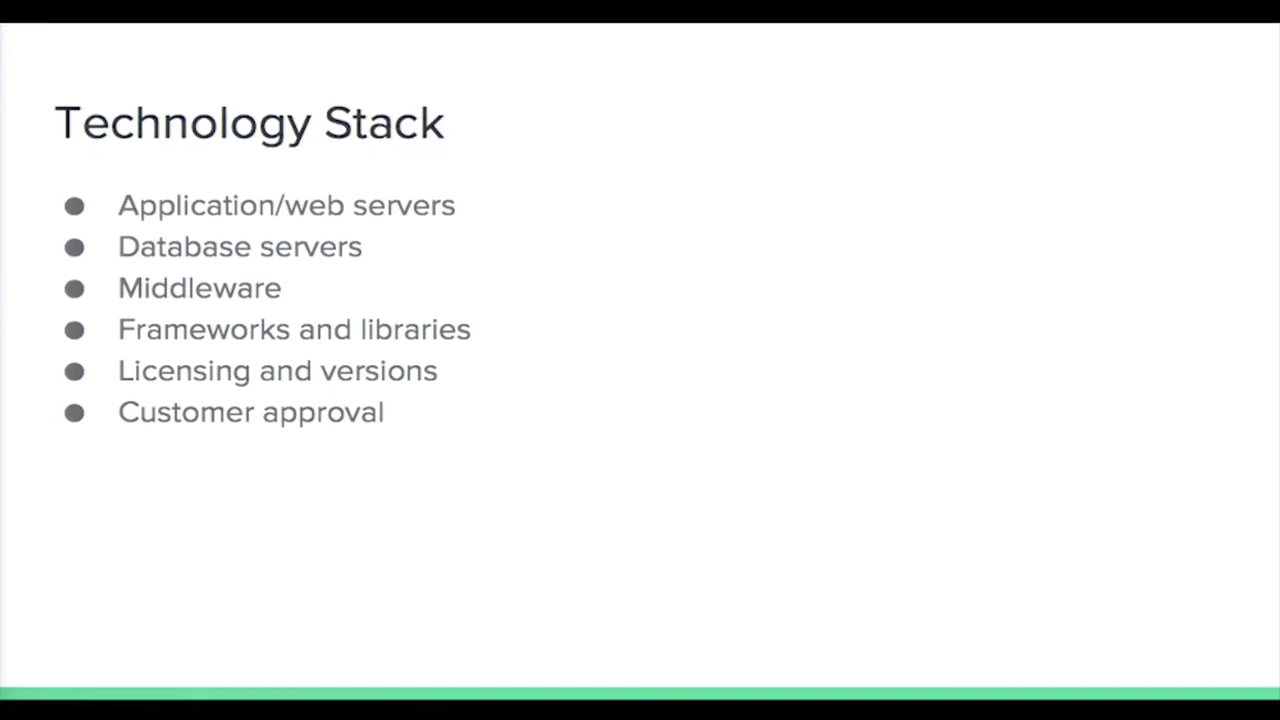 Technology Stack
● Application/web servers
● Database servers
● Middleware
● Frameworks and libraries
● Licensing and versions
● Customer approval